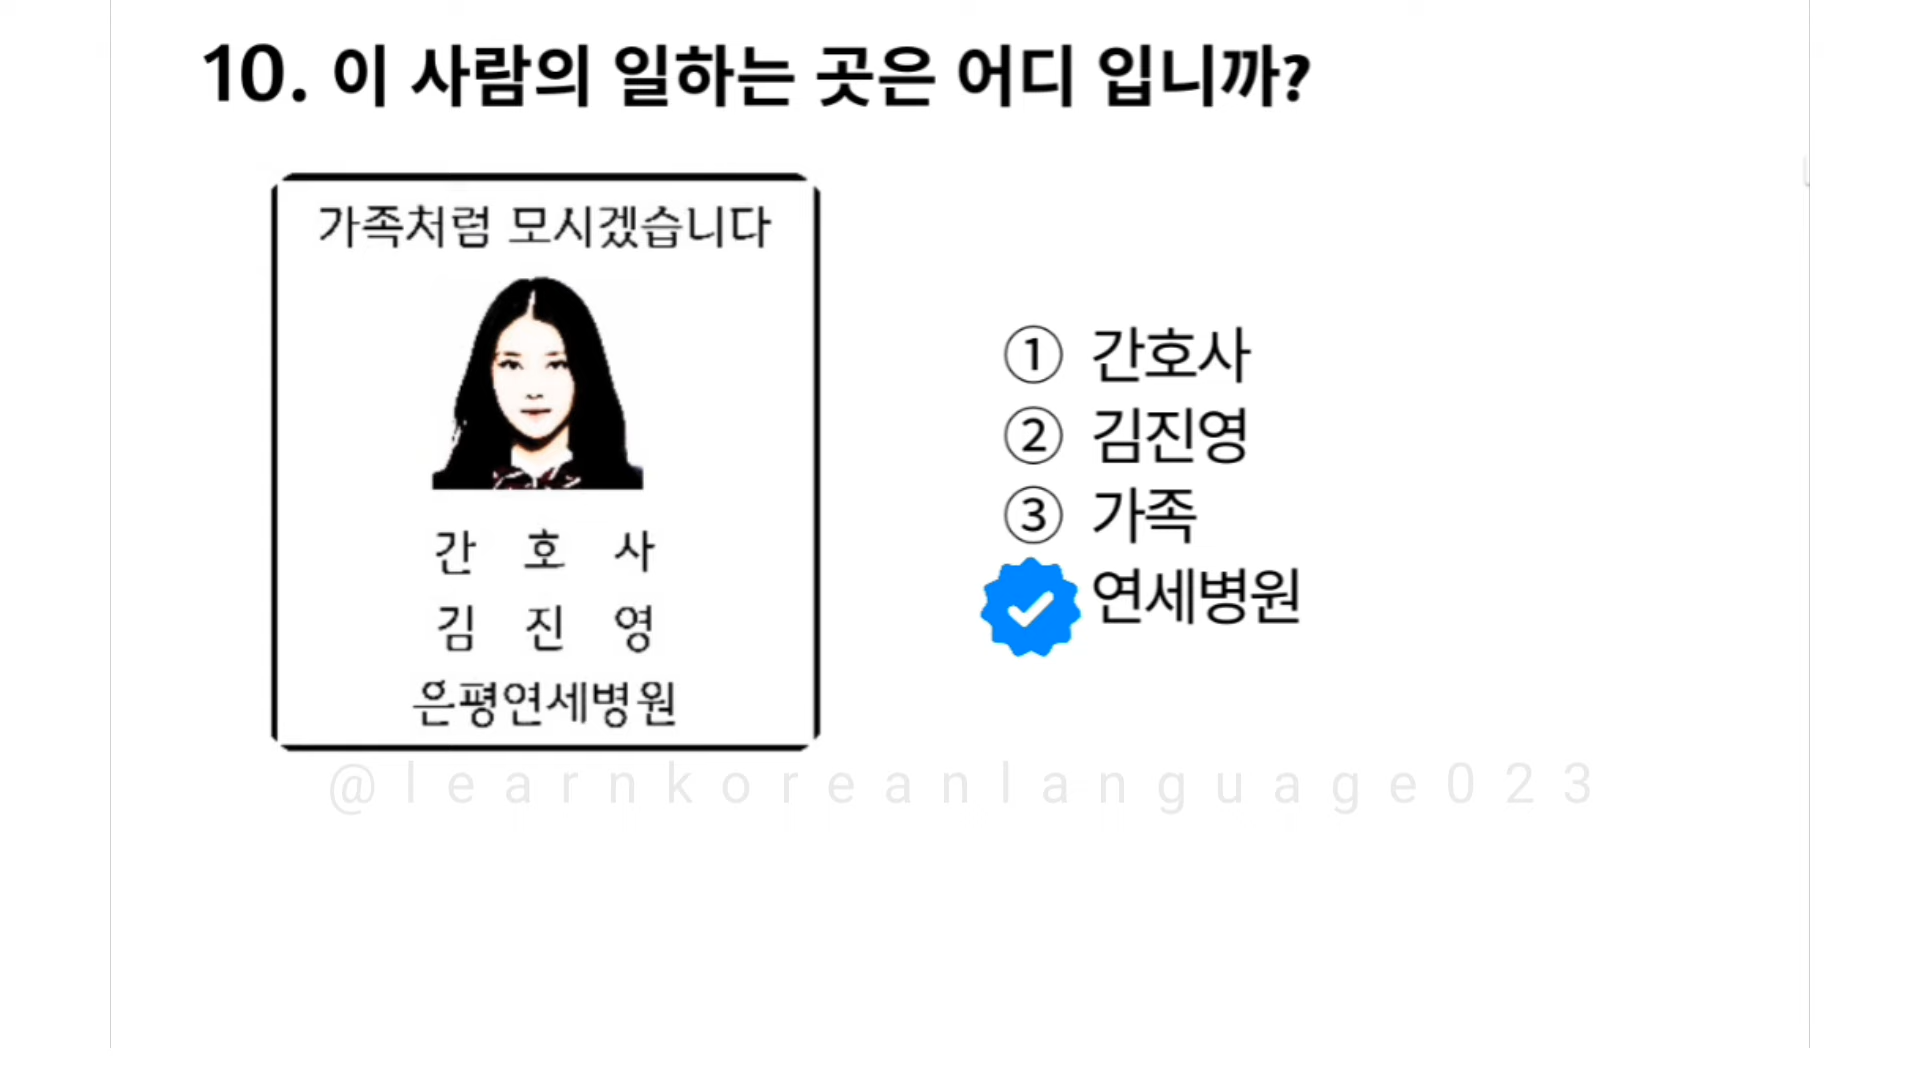 10. 이 사람의 일하는 곳은 어디 입니까?
가족처럼 모시겠습니다
간 호 사
김 진 영
은평연세병원
① 간호사
② 김진영
③ 가족
연세병원
@learnkoreanlanguage023